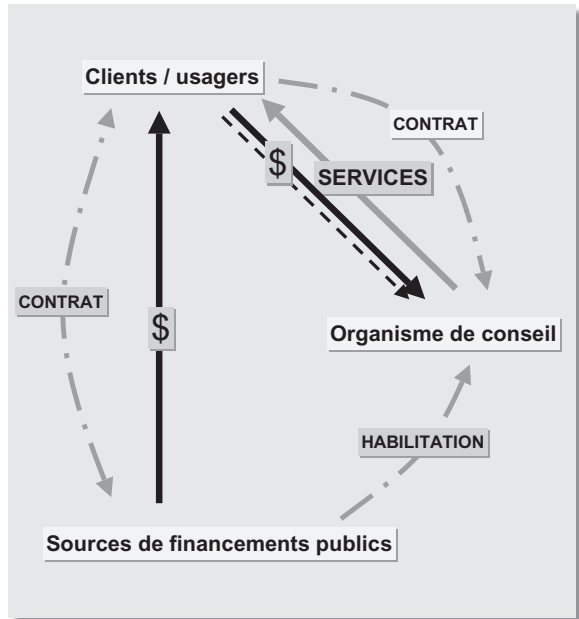 Clients / usagers
CONTRAT
$
SERVICES
CONTRAT
$
Organisme de conseil
HABILITATION
Sources de financements publics